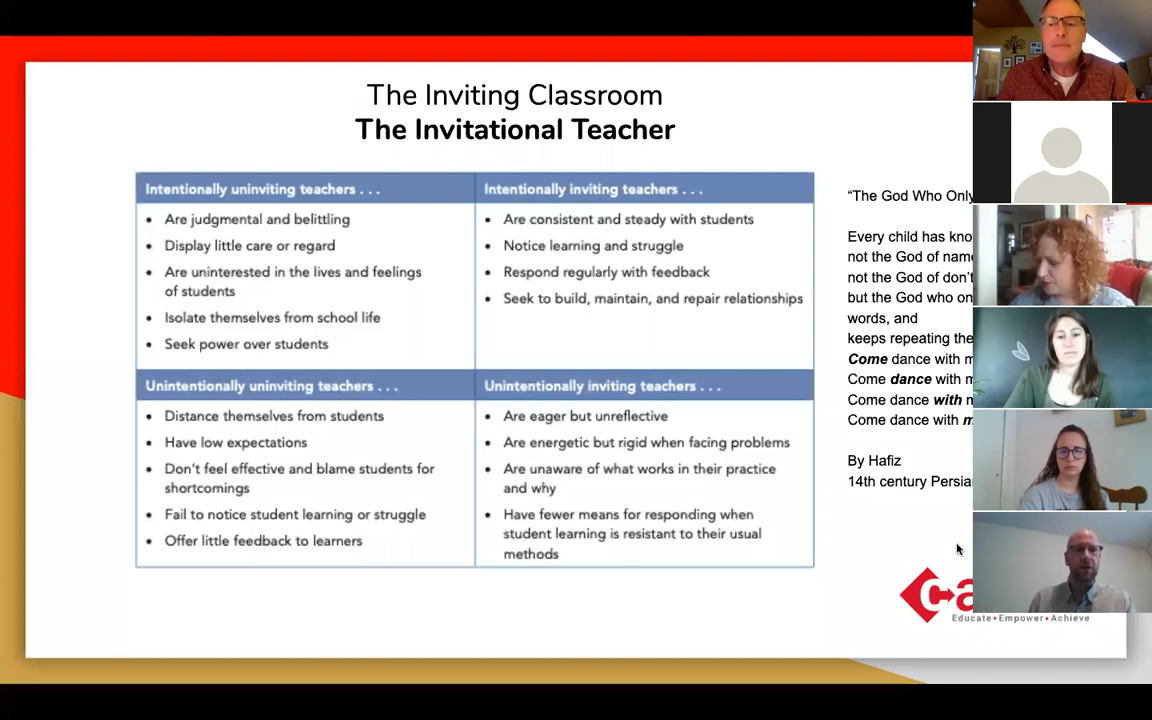 The Inviting Classroom
The Invitational Teacher
Intentionally uninviting teachers . . .
• Are judgmental and belittling
• Display little care or regard
• Are uninterested in the lives and feelings
of students
• Isolate themselves from school life
• Seek power over students
Intentionally inviting teachers . . .
• Are consistent and steady with students
• Notice learning and struggle
• Respond regularly with feedback
• Seek to build, maintain, and repair relationships
Unintentionally uninviting teachers . . .
• Distance themselves from students
• Have low expectations
• Don't feel effective and blame students for
shortcomings
• Fail to notice student learning or struggle
• Offer little feedback to learners
Unintentionally inviting teachers . . .
• Are eager but unreflective
• Are energetic but rigid when facing problems
• Are unaware of what works in their practice
and why
• Have fewer means for responding when
student learning is resistant to their usual
methods
“The God Who Only
Every child has
not the God of
not the God of
but the God who
words, and
keeps repeating
Come dance with
Come dance with
Come dance with
Come dance with
By Hafiz
14th century
Educate•Empower•Achieve